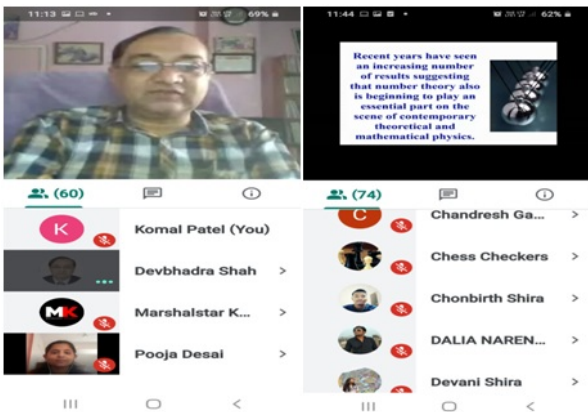 11:13
69%
(60)
K
Komal Patel (You)
Devbhadra Shah
MK
Marshalstar K...
Pooja Desai
11:44
62%
Recent years have seen
an increasing number
of results suggesting
that number theory also
is beginning to play an
essential part on the
scene of contemporary
theoretical and
mathematical physics.
(74)
C
Chandresh Ga...
Chess Checkers
Chonbirth Shira
DALIA NAREN...
Devani Shira